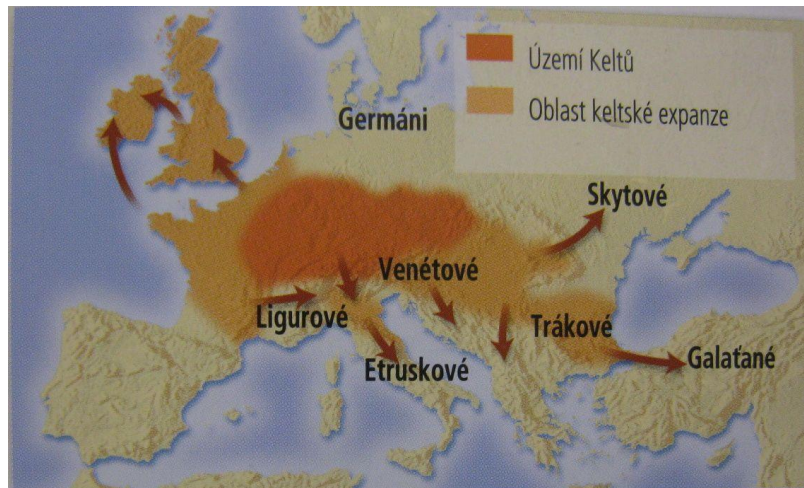 Území Keltů
Oblast keltské expanze
Germáni
Skytové
Venétové
Ligurové
Trákové
Etruskové
Galaťané